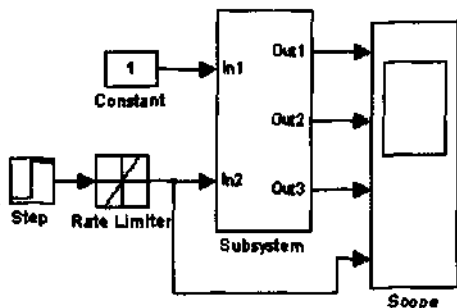 1
Constant
In1
In2
Out1
Out2
Out3
Subsystem
Step
Rate Limiter
Scope